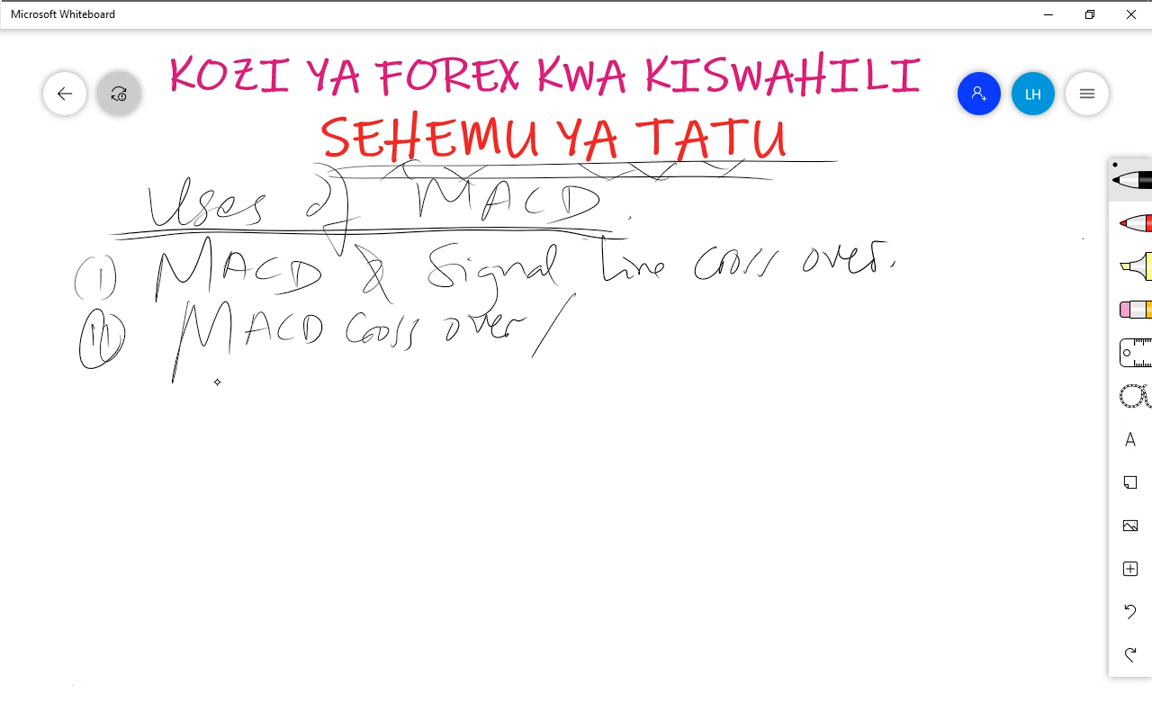 Microsoft Whiteboard
KOZI YA FOREX KWA KISWAHILI
LH
SEHEMU YA TATU
Uses of MACD.
(I) MACD & Signal Line cross over.
(II) MACD Cross over /
A